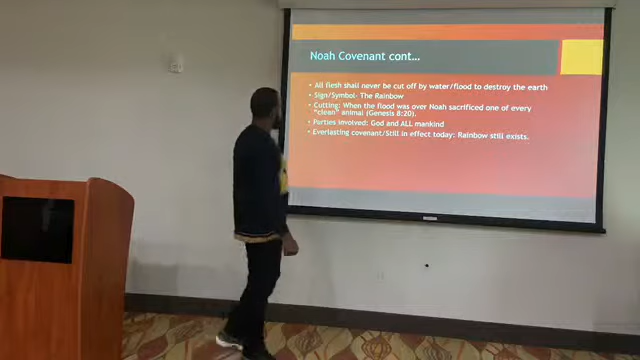 Noah Covenant cont...
• All flesh shall never be cut off by water/flood to destroy the earth
• Sign/Symbol- The Rainbow
• Cutting: When the flood was over Noah sacrificed one of every
"clean" animal (Genesis 8:20).
• Parties involved: God and ALL mankind
• Everlasting covenant/Still in effect today: Rainbow still exists.